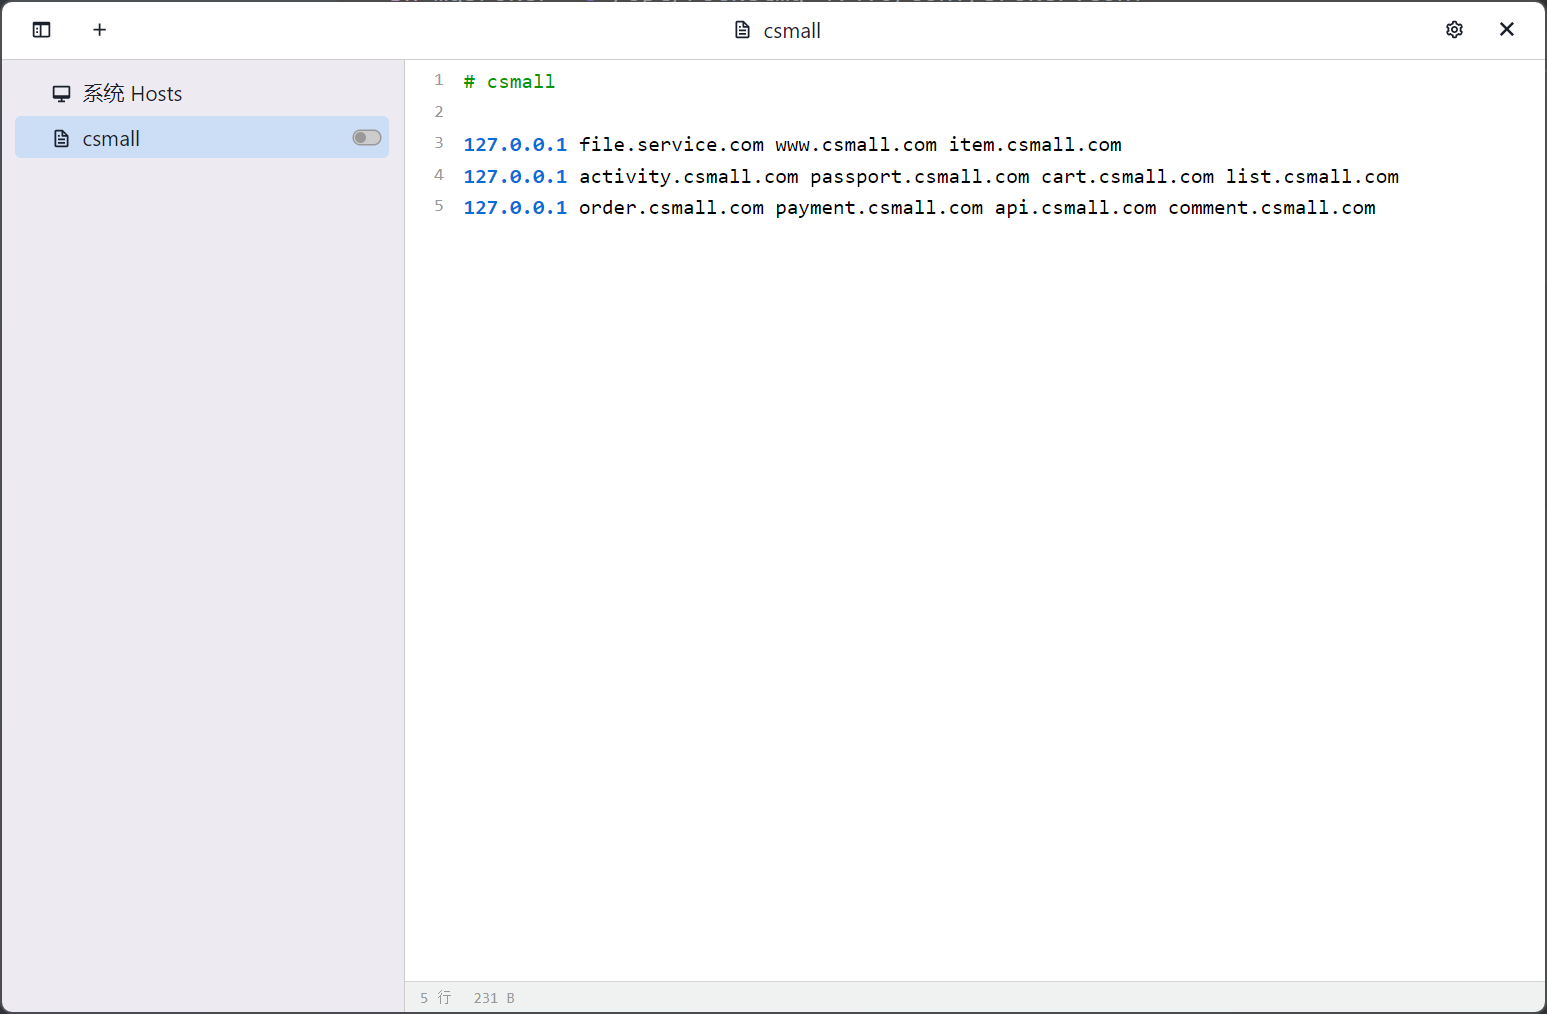 csmall
系统 Hosts
csmall
1 # csmall
2
3 127.0.0.1 file.service.com www.csmall.com item.csmall.com
4 127.0.0.1 activity.csmall.com passport.csmall.com cart.csmall.com list.csmall.com
5 127.0.0.1 order.csmall.com payment.csmall.com api.csmall.com comment.csmall.com
5 行 231 B